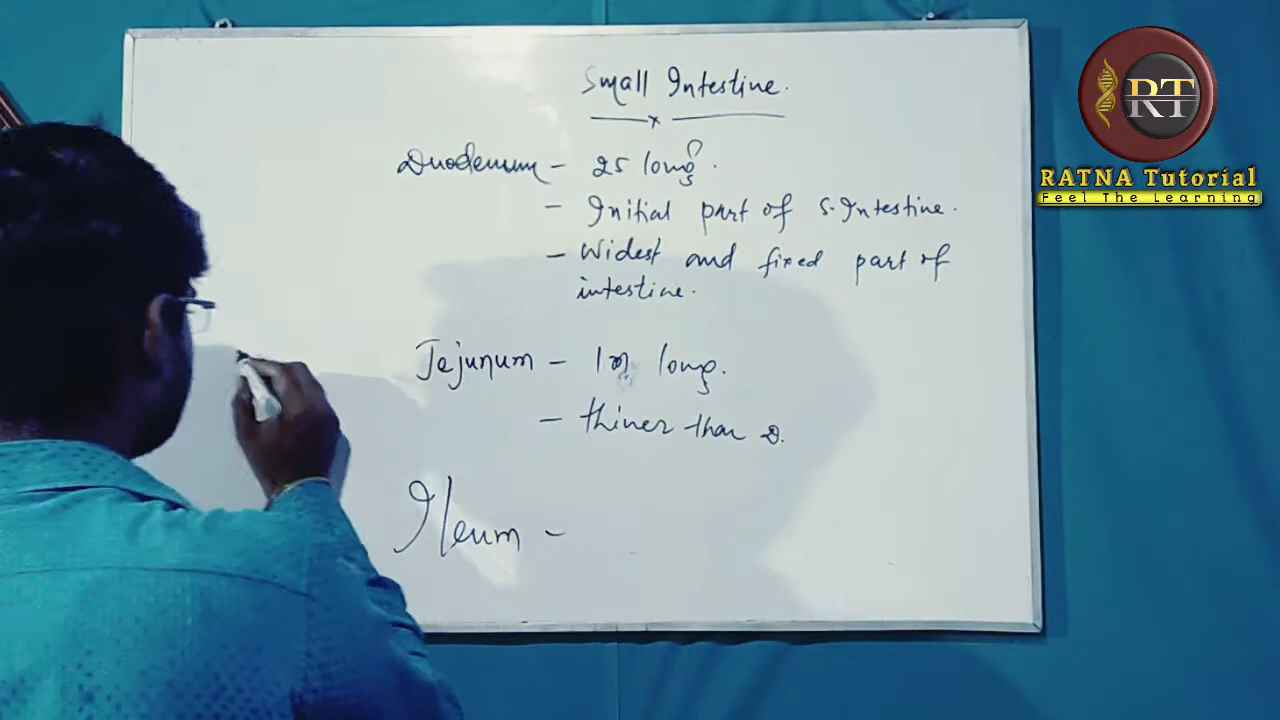 Small Intestine.
Duodenum - 25 long.
- Initial part of S. Intestine.
- Widest and fixed part of
intestine.
Jejunum - 1m long.
- thiner than D.
Ileum -
RT
RATNA Tutorial
Feel The Learning